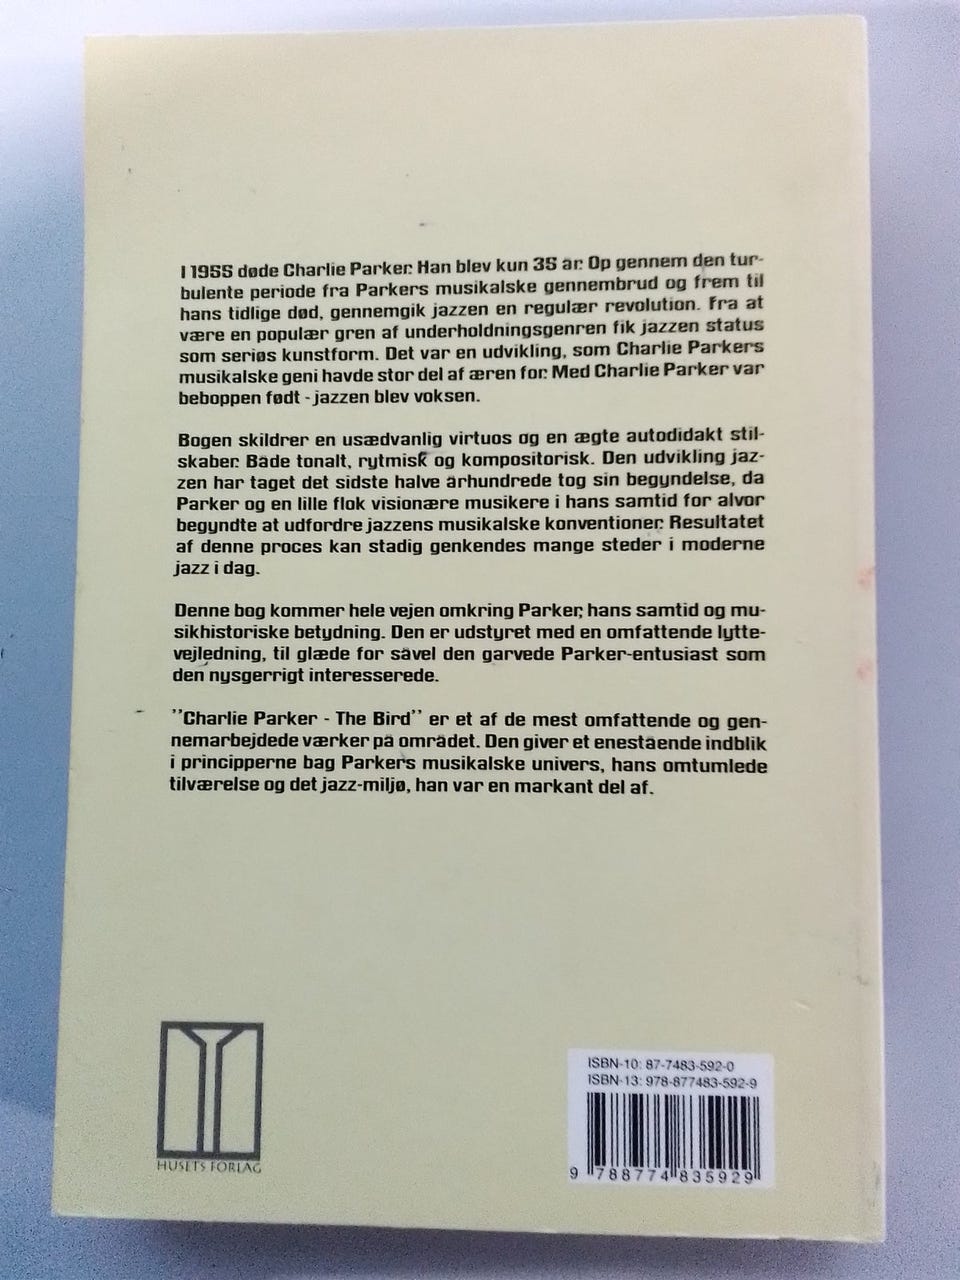 I 1955 døde Charlie Parker. Han blev kun 35 år. Op gennem den tur-
bulente periode fra Parkers musikalske gennembrud og frem til
hans tidlige død, gennemgik jazzen en regulær revolution. Fra at
være en populær gren af underholdningsgenren fik jazzen status
som seriøs kunstform. Det var en udvikling, som Charlie Parkers
musikalske geni havde stor del af æren for. Med Charlie Parker var
beboppen født - jazzen blev voksen.
Bogen skildrer en usædvanlig virtuos og en ægte autodidakt stil-
skaber. Både tonalt, rytmisk og kompositorisk. Den udvikling jaz-
zen har taget det sidste halve århundrede tog sin begyndelse, da
Parker og en lille flok visionære musikere i hans samtid for alvor
begyndte at udfordre jazzens musikalske konventioner. Resultatet
af denne proces kan stadig genkendes mange steder i moderne
jazz i dag.
Denne bog kommer hele vejen omkring Parker, hans samtid og mu-
sikhistoriske betydning. Den er udstyret med en omfattende lytte-
vejledning, til glæde for såvel den garvede Parker-entusiast som
den nysgerrigt interesserede.
"Charlie Parker - The Bird" er et af de mest omfattende og gen-
nemarbejdede værker på området. Den giver et enestående indblik
i principperne bag Parkers musikalske univers, hans omtumlede
tilværelse og det jazz-miljø, han var en markant del af.
HUSETS FORLAG
ISBN-10: 87-7483-592-0
ISBN-13: 978-877483-592-9
9 788774 835929